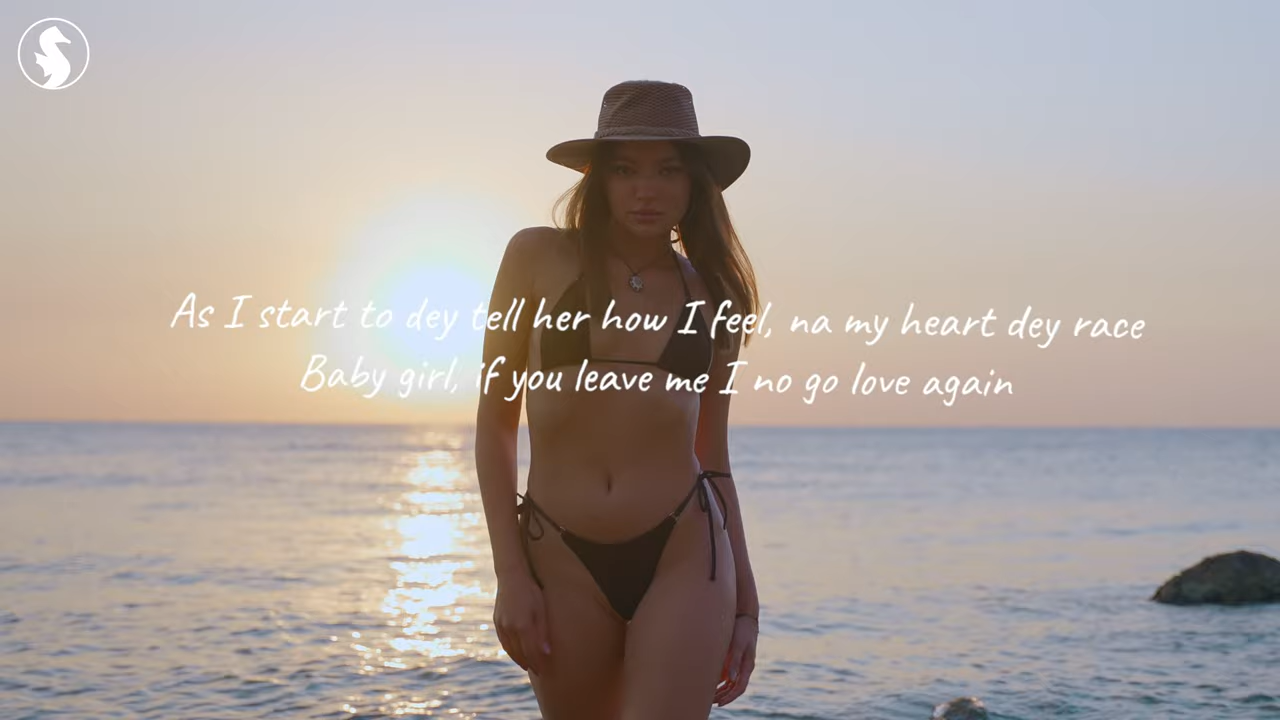 As I start to dey tell her how I feel, na my heart dey race
Baby girl, if you leave me I no go love again